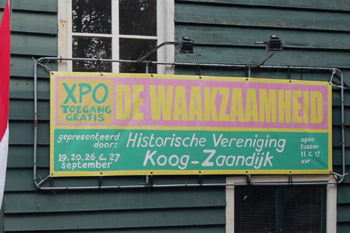 XPO
TOEGANG
GRATIS
DE WAAKZAAMHEID
gepresenteerd
door:
19, 20, 26 & 27
september
Historische Vereniging
Koog-Zaandijk
open
tussen
11 & 17
uur